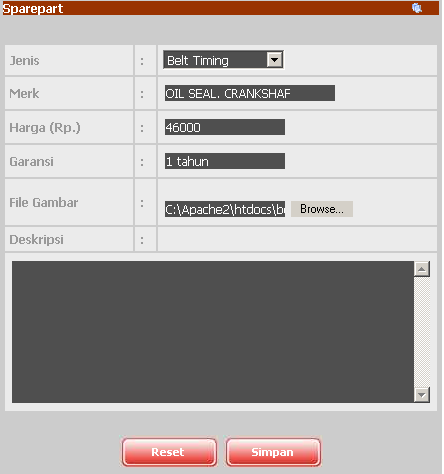 Sparepart
Jenis : Belt Timing
Merk : OIL SEAL. CRANKSHAF
Harga (Rp.) : 46000
Garansi : 1 tahun
File Gambar : C:\Apache2\htdocs\be Browse...
Deskripsi :
Reset Simpan